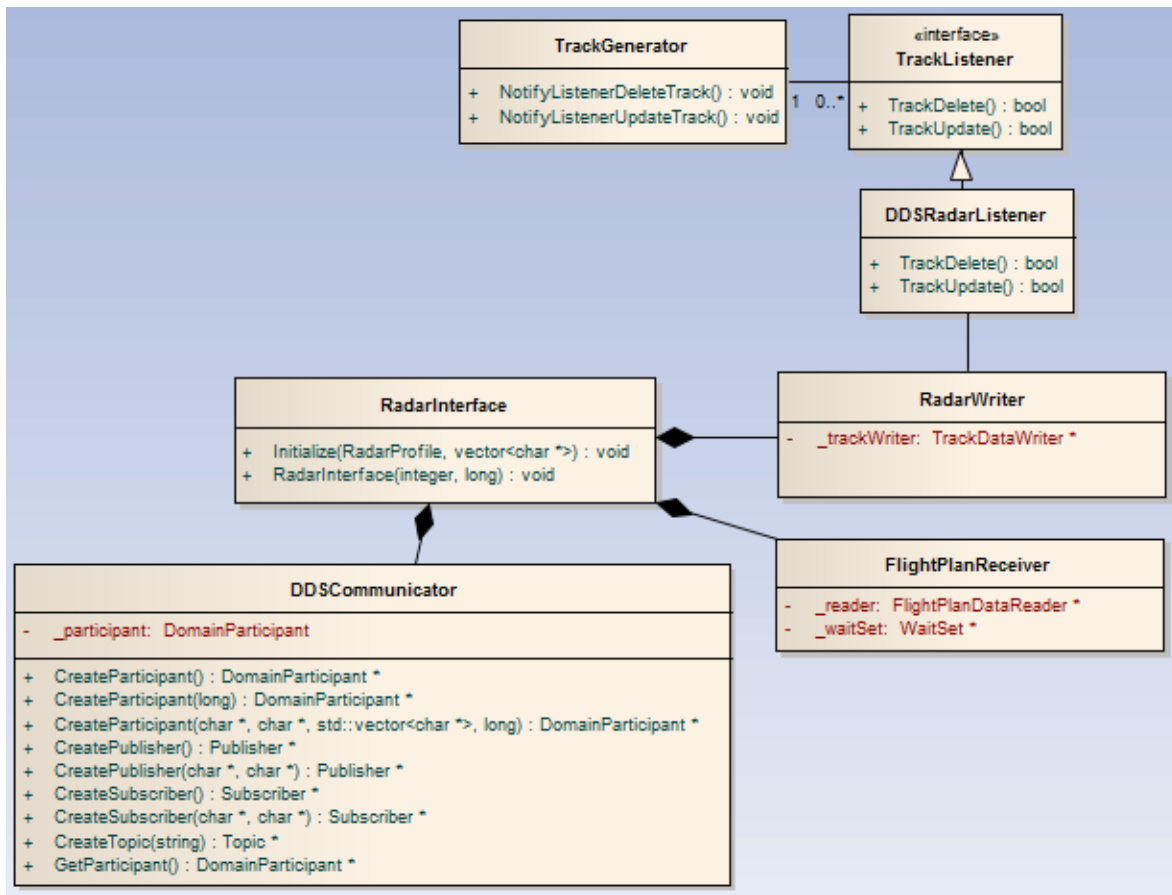 TrackGenerator
+ NotifyListenerDeleteTrack() : void
+ NotifyListenerUpdateTrack() : void
1 0..*
«interface»
TrackListener
+ TrackDelete() : bool
+ TrackUpdate() : bool
DDSRadarListener
+ TrackDelete() : bool
+ TrackUpdate() : bool
RadarInterface
+ Initialize(RadarProfile, vector<char *>) : void
+ RadarInterface(integer, long) : void
RadarWriter
- _trackWriter: TrackDataWriter *
FlightPlanReceiver
- _reader: FlightPlanDataReader *
- _waitSet: WaitSet *
DDSCommunicator
- _participant: DomainParticipant
+ CreateParticipant() : DomainParticipant *
+ CreateParticipant(long) : DomainParticipant *
+ CreateParticipant(char *, char *, std::vector<char *>, long) : DomainParticipant *
+ CreatePublisher() : Publisher *
+ CreatePublisher(char *, char *) : Publisher *
+ CreateSubscriber() : Subscriber *
+ CreateSubscriber(char *, char *) : Subscriber *
+ CreateTopic(string) : Topic *
+ GetParticipant() : DomainParticipant *